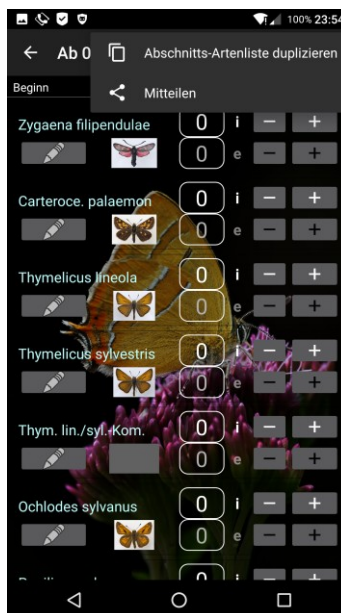 100% 23:54
Ab 0
Abschnitts-Artenliste duplizieren
Beginn
Mitteilen
Zygaena filipendulae 0 i − +
0 e − +
Carteroce. palaemon 0 i − +
0 e − +
Thymelicus lineola 0 i − +
0 e − +
Thymelicus sylvestris 0 i − +
0 e − +
Thym. lin./syl.-Kom. 0 i − +
0 e − +
Ochlodes sylvanus 0 i − +
0 e − +